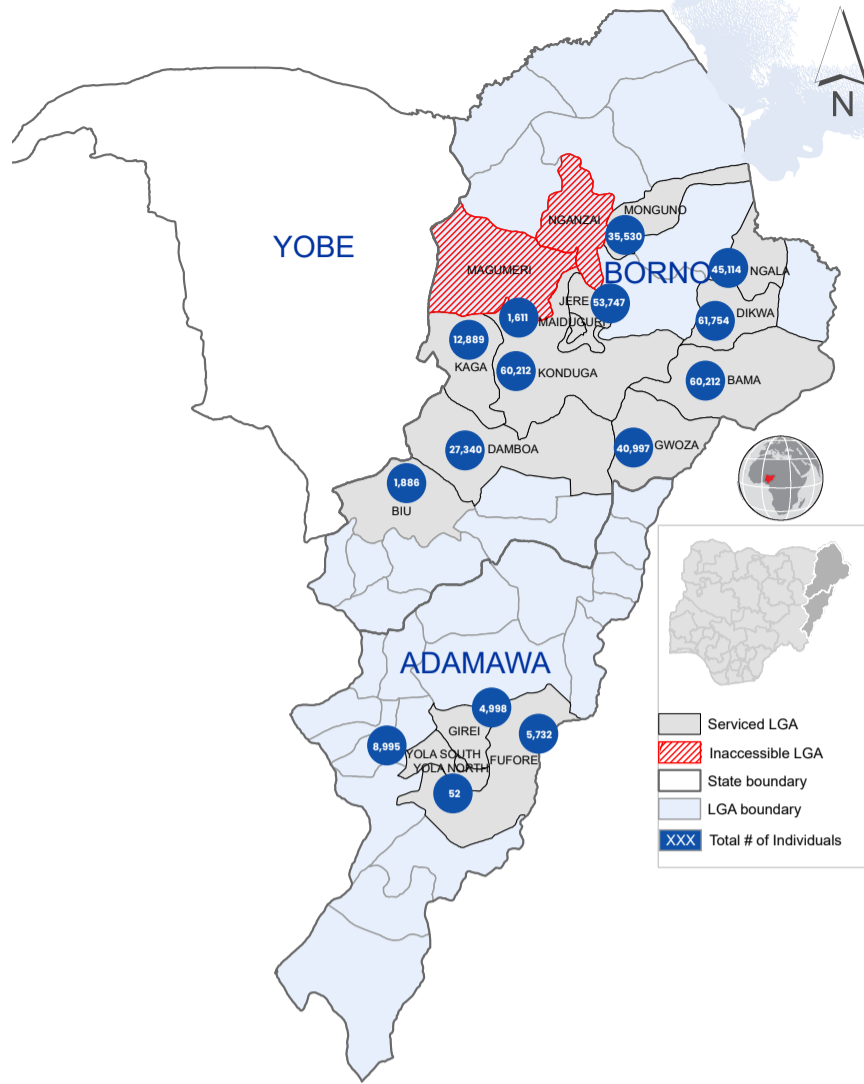 N
YOBE
NGANZAI
MONGUNO
35,530
MAGUMERI
BORNO
45,114
NGALA
JERE
53,747
1,611
MAIDUGURI
61,754
DIKWA
12,889
KAGA
60,212
KONDUGA
60,212
BAMA
27,340
DAMBOA
40,997
GWOZA
1,886
BIU
ADAMAWA
4,998
GIREI
5,732
8,995
YOLA SOUTH
FUFORE
YOLA NORTH
52
Serviced LGA
Inaccessible LGA
State boundary
LGA boundary
XXX Total # of Individuals